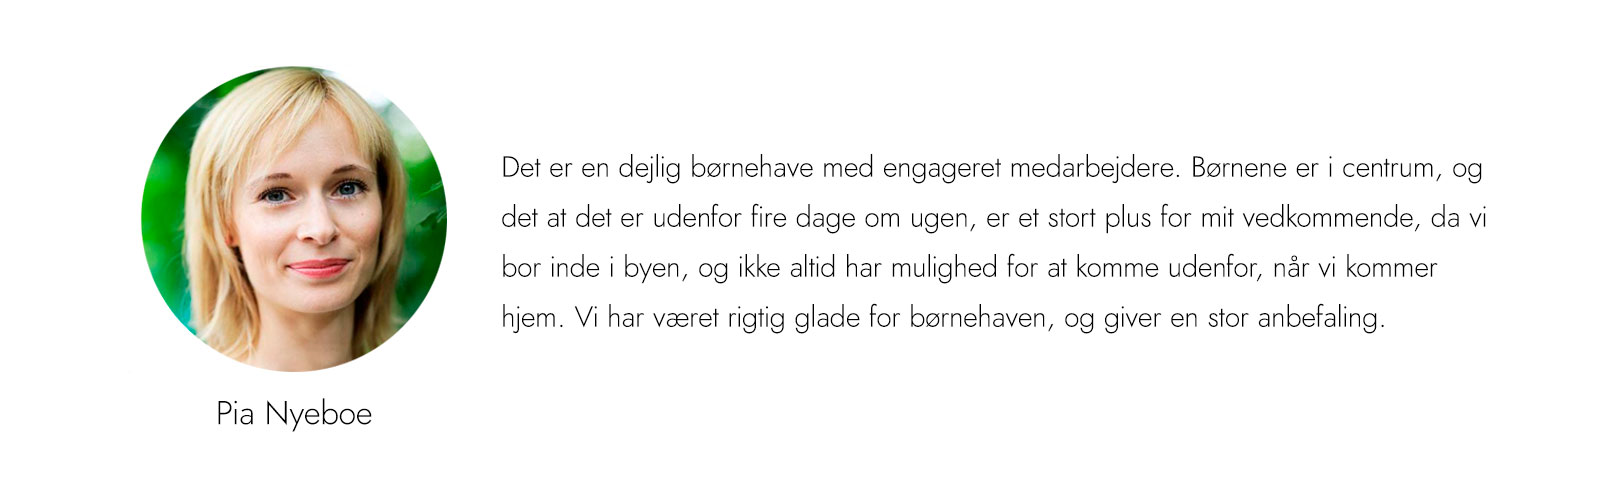 Det er en dejlig børnehave med engageret medarbejdere. Børnene er i centrum, og
det at det er udenfor fire dage om ugen, er et stort plus for mit vedkommende, da vi
bor inde i byen, og ikke altid har mulighed for at komme udenfor, når vi kommer
hjem. Vi har været rigtig glade for børnehaven, og giver en stor anbefaling.
Pia Nyeboe